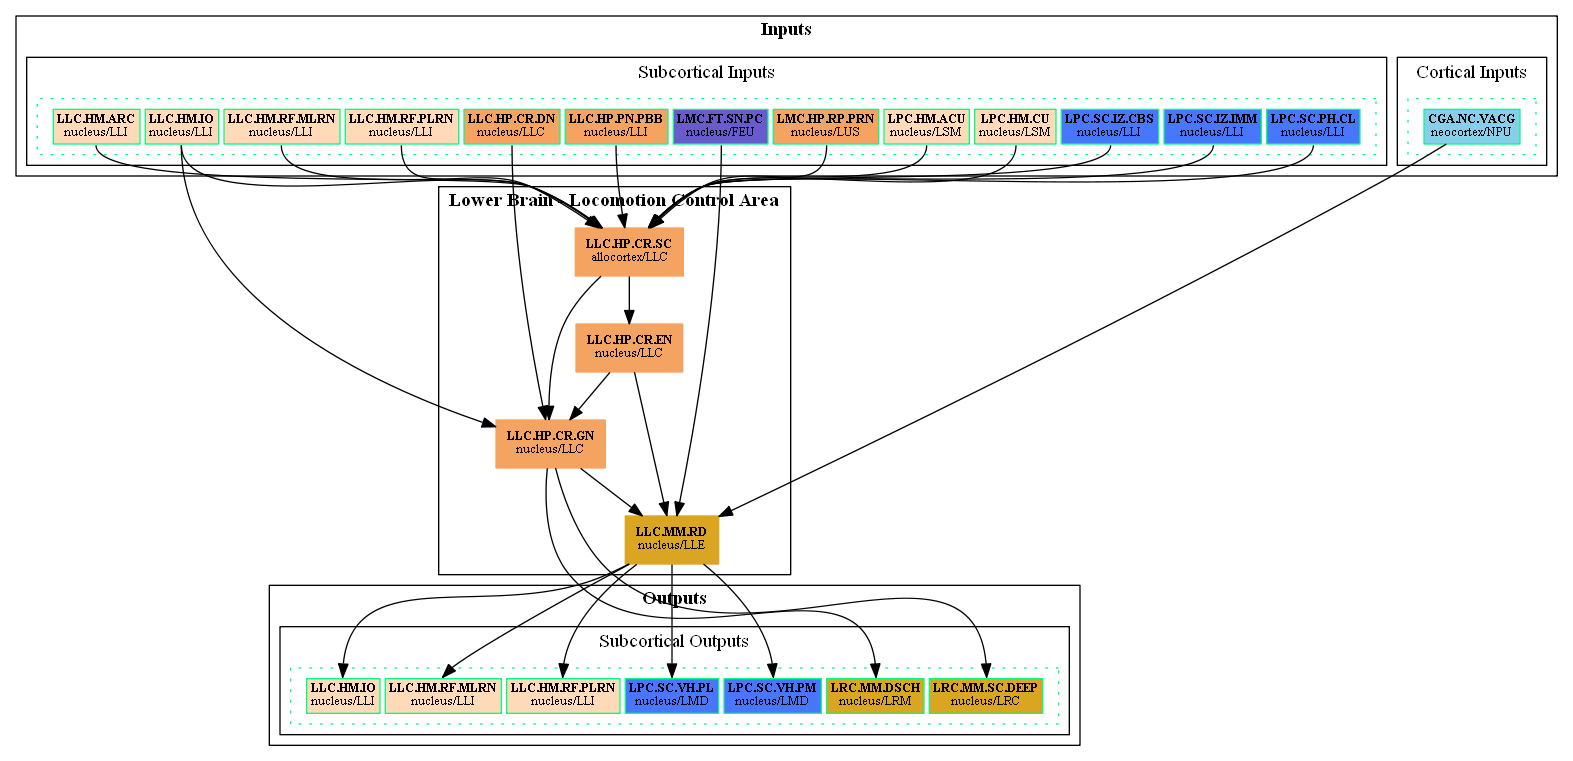 Inputs
Subcortical Inputs
Cortical Inputs
LLC.HM.ARC
nucleus/LLI
LLC.HM.IO
nucleus/LLI
LLC.HM.RF.MLRN
nucleus/LLI
LLC.HM.RF.PLRN
nucleus/LLI
LLC.HP.CR.DN
nucleus/LLC
LLC.HP.PN.PBB
nucleus/LLI
LMC.FT.SN.PC
nucleus/FEU
LMC.HP.RP.PRN
nucleus/LUS
LPC.HM.ACU
nucleus/LSM
LPC.HM.CU
nucleus/LSM
LPC.SC.IZ.CBS
nucleus/LLI
LPC.SC.IZ.IMM
nucleus/LLI
LPC.SC.PH.CL
nucleus/LLI
CGA.NC.VACG
neocortex/NPU
Lower Brain - Locomotion Control Area
LLC.HP.CR.SC
allocortex/LLC
LLC.HP.CR.EN
nucleus/LLC
LLC.HP.CR.GN
nucleus/LLC
LLC.MM.RD
nucleus/LLE
Outputs
Subcortical Outputs
LLC.HM.IO
nucleus/LLI
LLC.HM.RF.MLRN
nucleus/LLI
LLC.HM.RF.PLRN
nucleus/LLI
LPC.SC.VH.PL
nucleus/LMD
LPC.SC.VH.PM
nucleus/LMD
LRC.MM.DSCH
nucleus/LRM
LRC.MM.SC.DEEP
nucleus/LRC